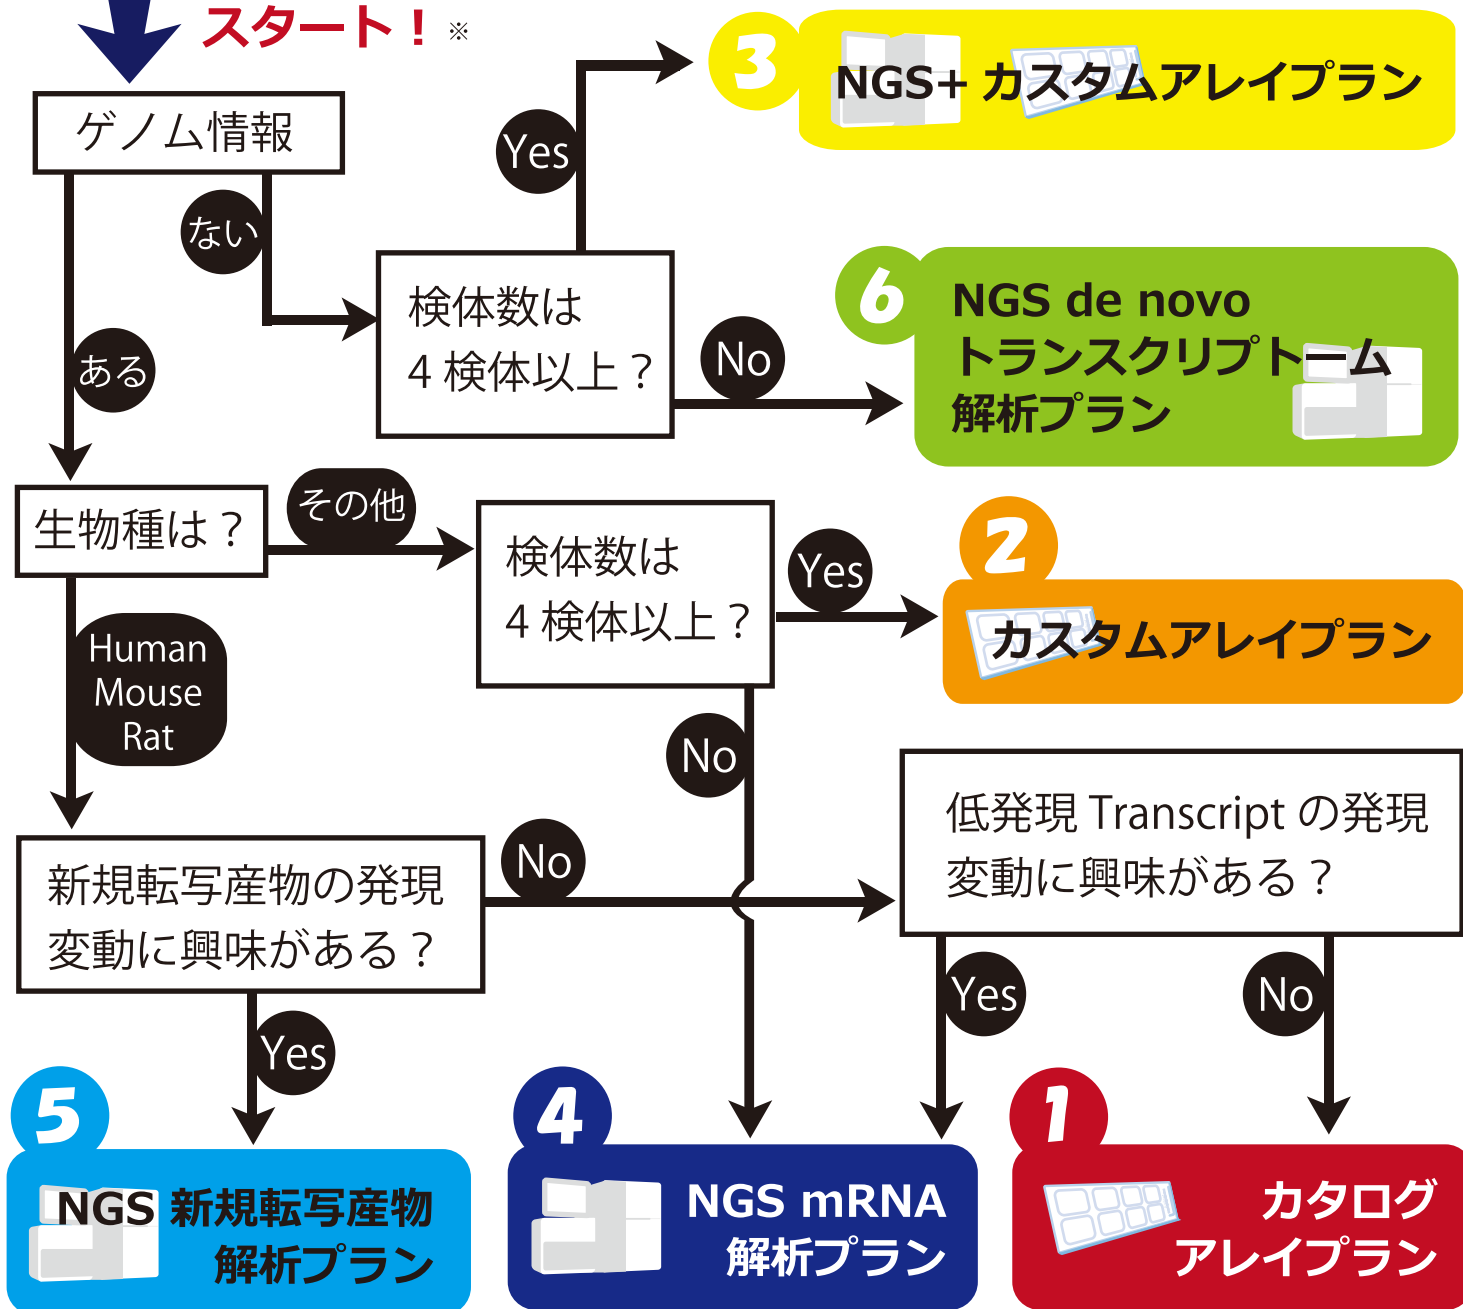 スタート！※
ゲノム情報
ない
ある
Yes
3
NGS+ カスタムアレイプラン
検体数は
4 検体以上？
No
6
NGS de novo
トランスクリプトーム
解析プラン
生物種は？
その他
検体数は
4 検体以上？
Yes
2
カスタムアレイプラン
Human
Mouse
Rat
No
新規転写産物の発現
変動に興味がある？
No
低発現 Transcript の発現
変動に興味がある？
Yes
Yes
No
5
NGS 新規転写産物
解析プラン
4
NGS mRNA
解析プラン
1
カタログ
アレイプラン